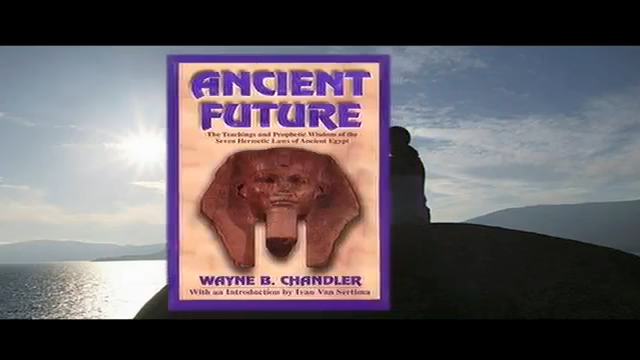 ANCIENT
FUTURE
The Teachings and Prophetic Wisdom of the
Seven Hermetic Laws of Ancient Egypt
WAYNE B. CHANDLER
With an Introduction by Ivan Van Sertima